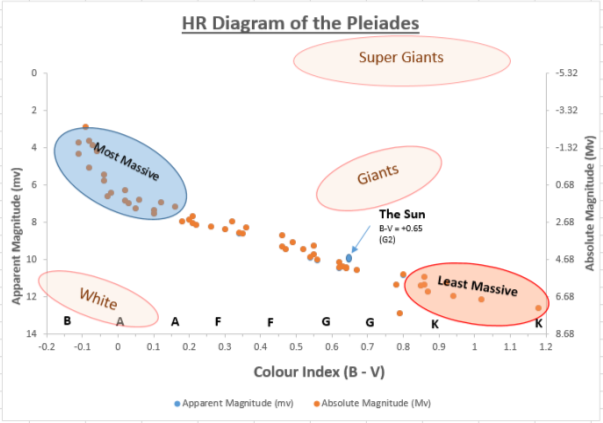 HR Diagram of the Pleiades
Super Giants
Most Massive
Giants
The Sun
B-V = +0.65
(G2)
Least Massive
White
B A A F F G G K K
0
2
4
6
8
10
12
14
Apparent Magnitude (mv)
-5.32
-3.32
-1.32
0.68
2.68
4.68
6.68
8.68
Absolute Magnitude (Mv)
-0.2 -0.1 0 0.1 0.2 0.3 0.4 0.5 0.6 0.7 0.8 0.9 1 1.1 1.2
Colour Index (B - V)
Apparent Magnitude (mv) Absolute Magnitude (Mv)